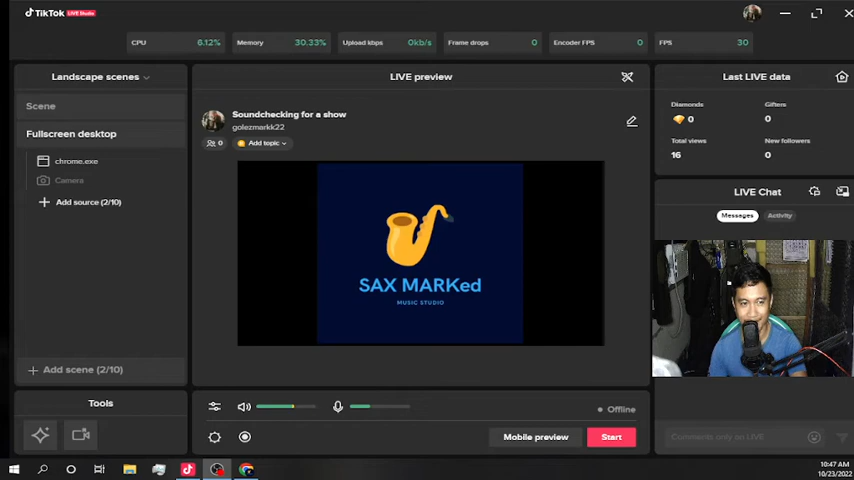 TikTok LIVE Studio
CPU 6.12%
Memory 30.33%
Upload kbps 0kb/s
Frame drops 0
Encoder FPS 0
FPS 30
Landscape scenes
Scene
Fullscreen desktop
chrome.exe
Camera
Add source (2/10)
Add scene (2/10)
Tools
LIVE preview
Soundchecking for a show
golezmarkk22
0 Add topic
SAX MARKed
MUSIC STUDIO
Offline
Mobile preview
Start
Last LIVE data
Diamonds
0
Gifters
0
Total views
16
New followers
0
LIVE Chat
Messages Activity
Comments only on LIVE
10:47 AM
10/23/2022